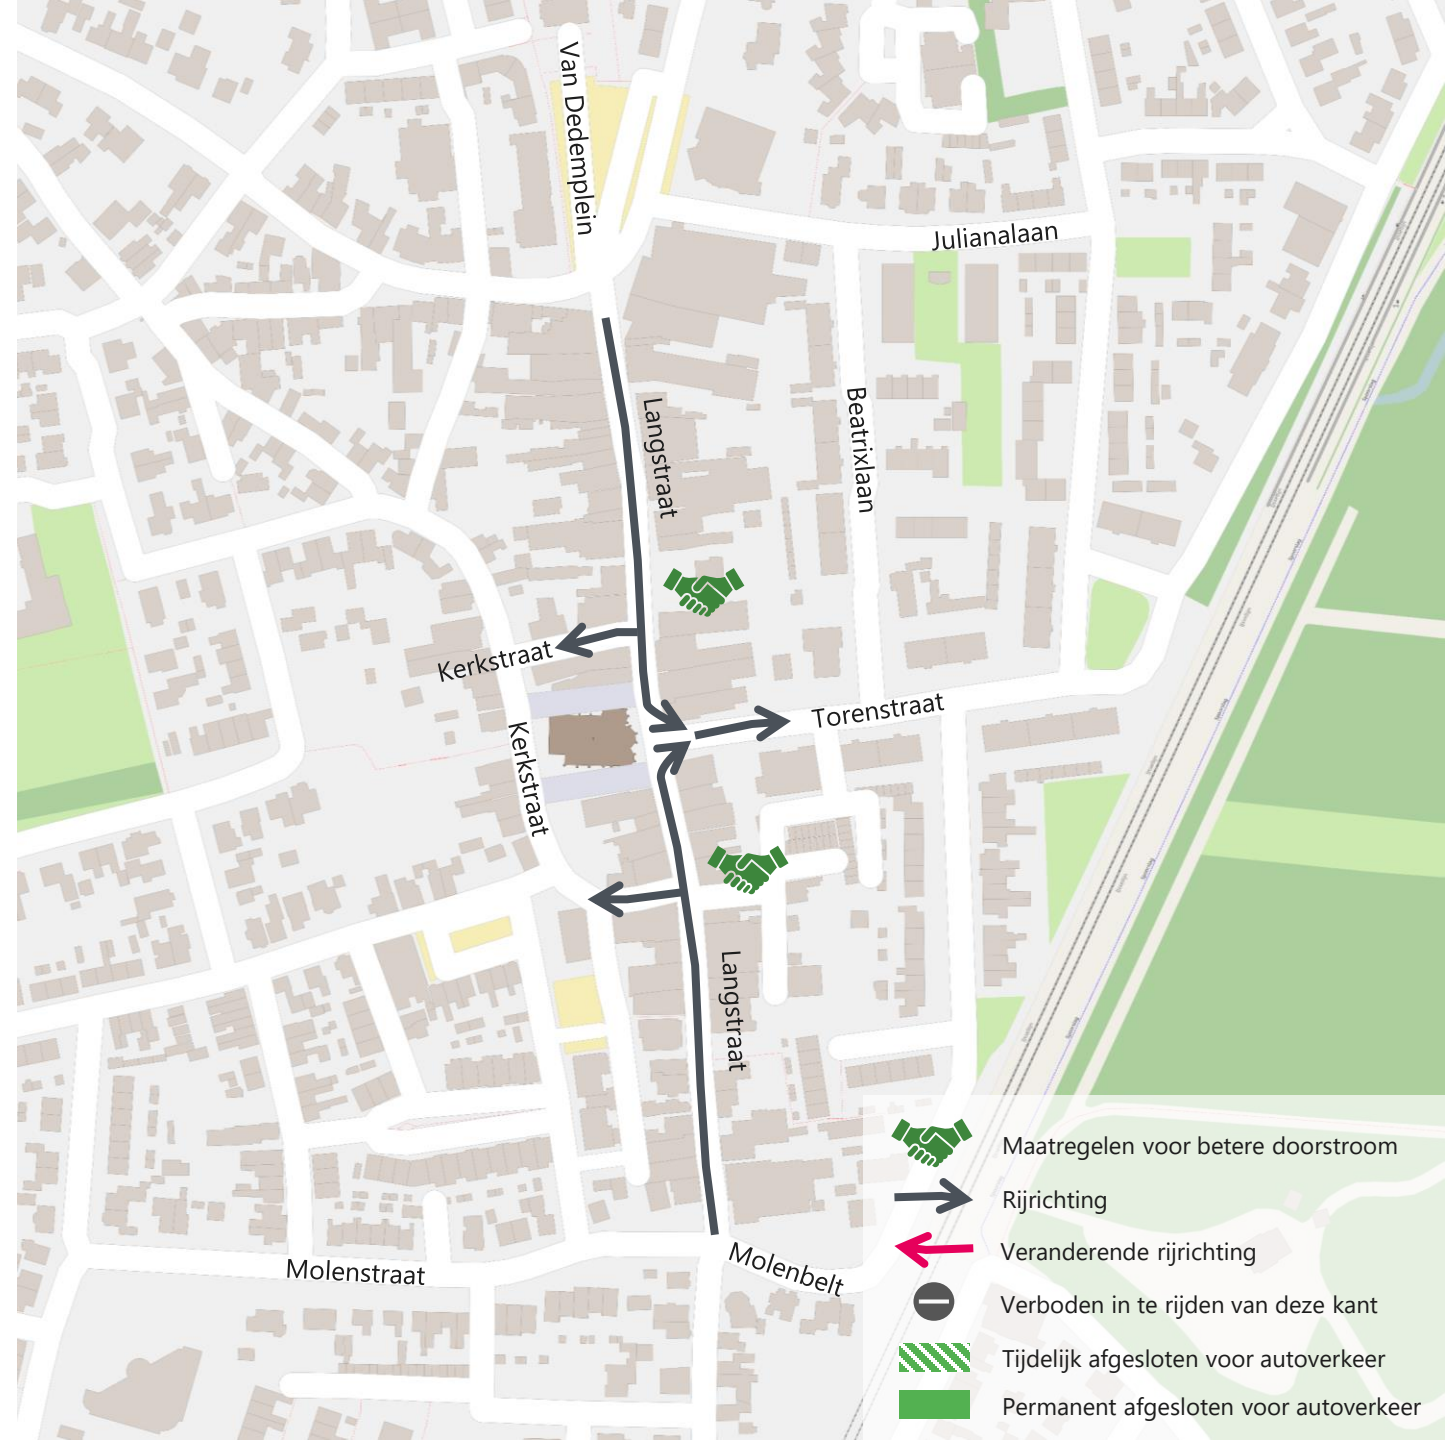 Van Dedemplein
Julianalaan
Langstraat
Beatrixlaan
Kerkstraat
Torenstraat
Kerkstraat
Langstraat
Molenstraat
Molenbelt
Maatregelen voor betere doorstroom
Rijrichting
Veranderende rijrichting
Verboden in te rijden van deze kant
Tijdelijk afgesloten voor autoverkeer
Permanent afgesloten voor autoverkeer